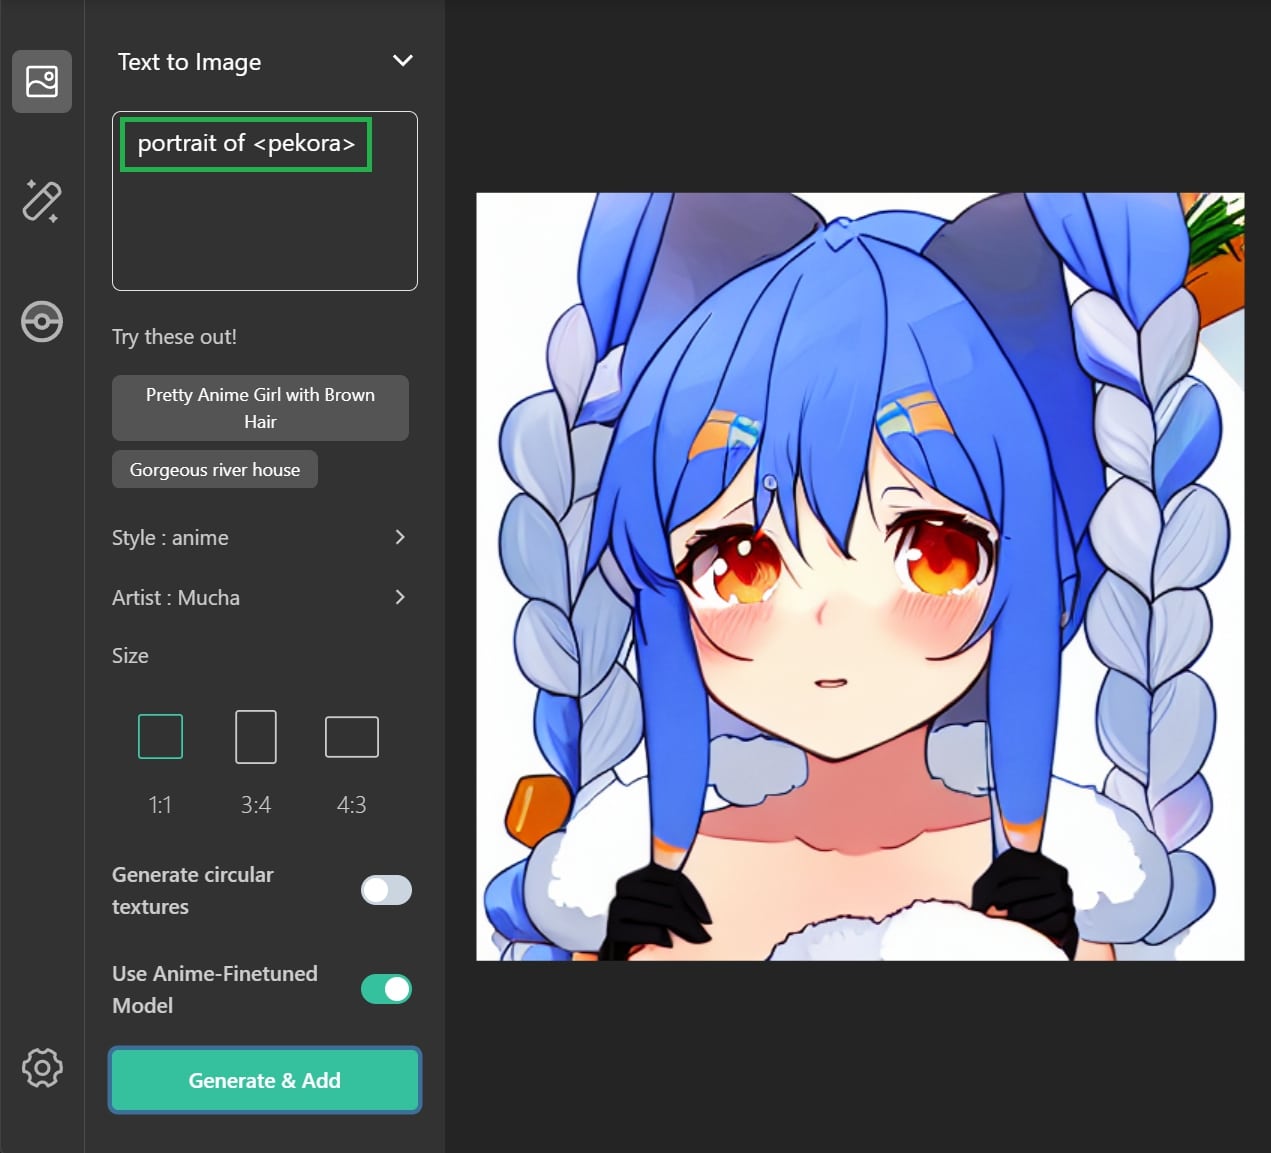 Text to Image
portrait of <pekora>
Try these out!
Pretty Anime Girl with Brown
Hair
Gorgeous river house
Style : anime
Artist : Mucha
Size
1:1
3:4
4:3
Generate circular
textures
Use Anime-Finetuned
Model
Generate & Add